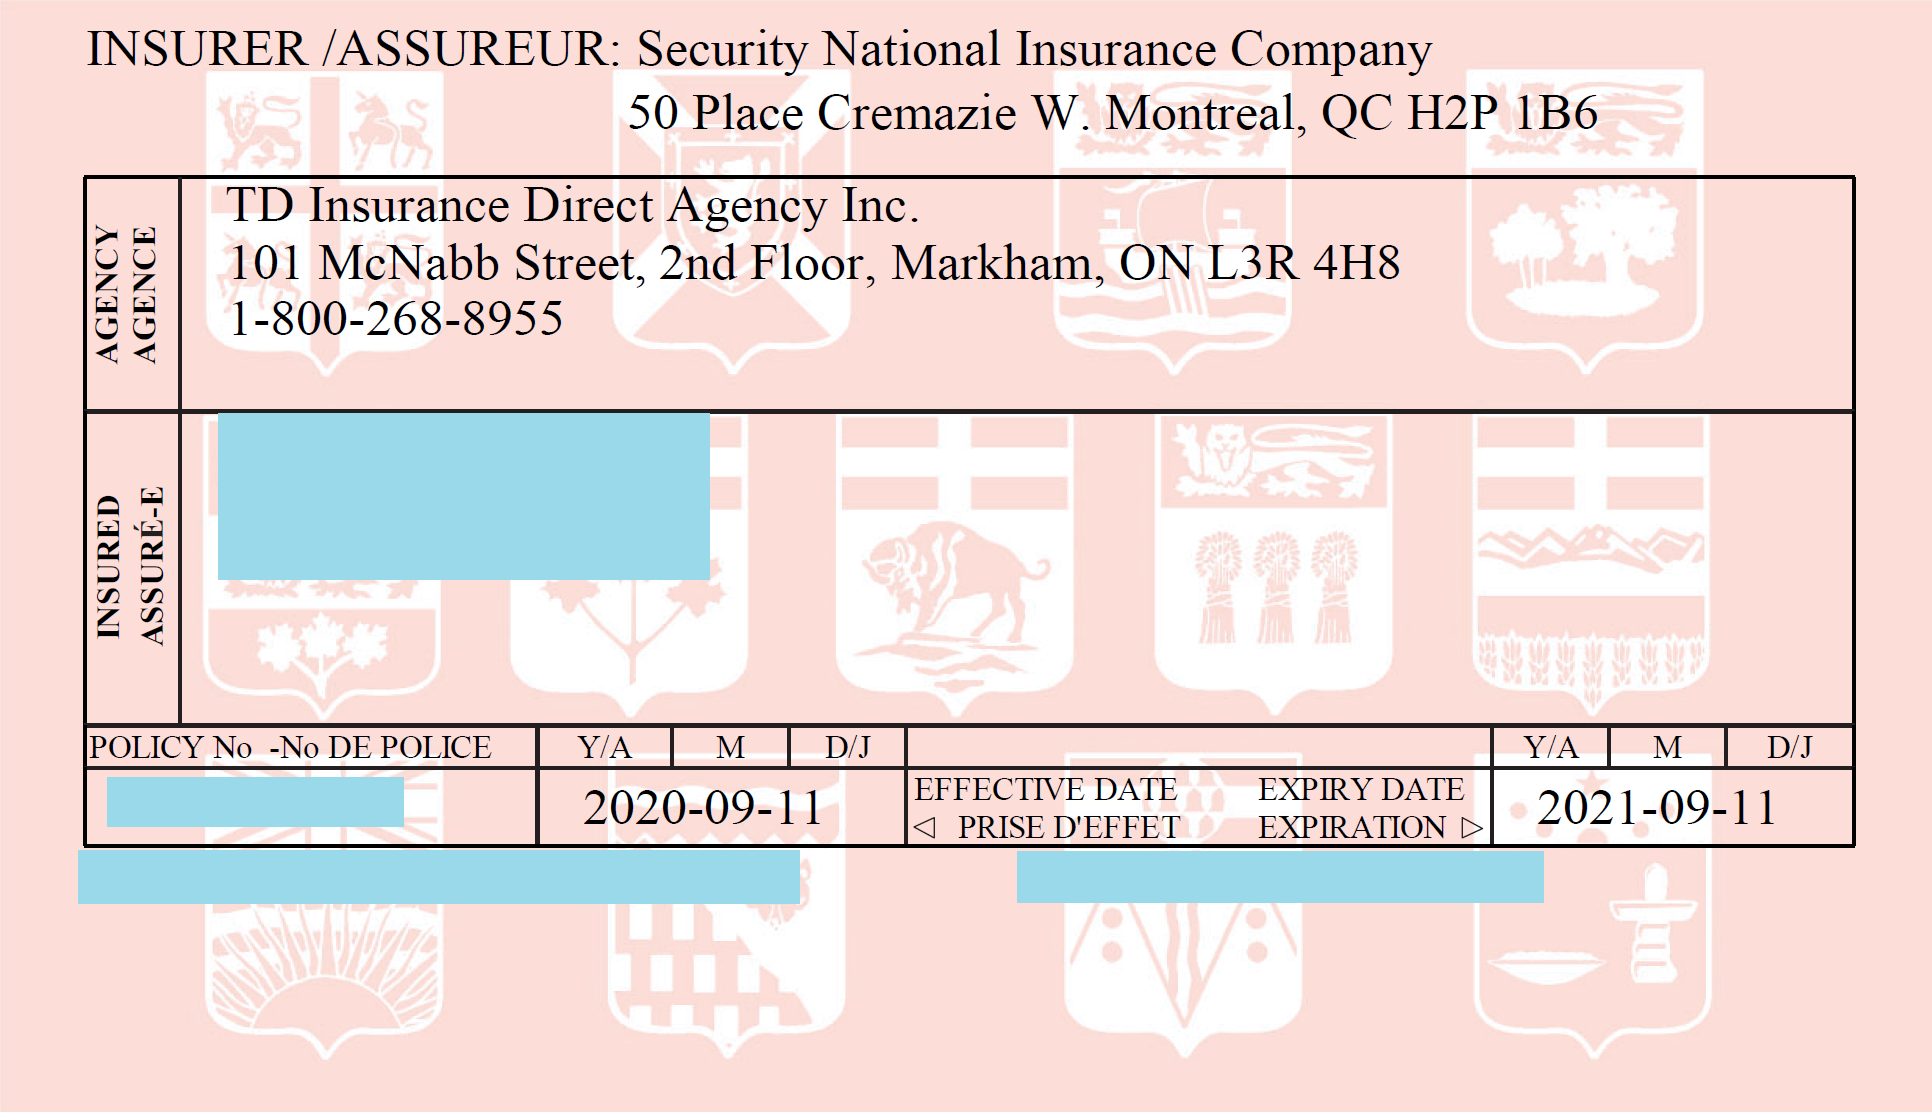 INSURER /ASSUREUR: Security National Insurance Company
50 Place Cremazie W. Montreal, QC H2P 1B6
AGENCY
AGENCE
TD Insurance Direct Agency Inc.
101 McNabb Street, 2nd Floor, Markham, ON L3R 4H8
1-800-268-8955
INSURED
ASSURÉ-E
POLICY No -No DE POLICE Y/A M D/J Y/A M D/J
2020-09-11 EFFECTIVE DATE EXPIRY DATE 2021-09-11
◁ PRISE D'EFFET EXPIRATION ▷